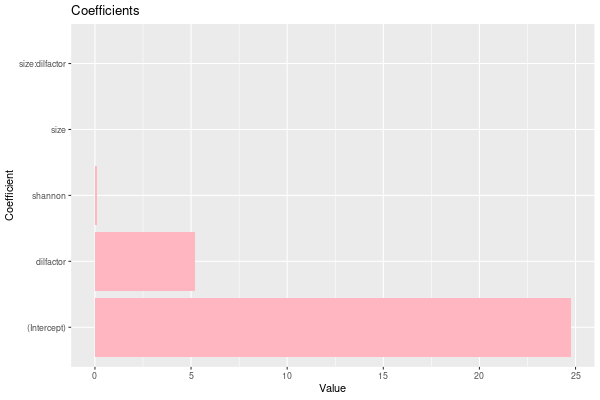 Coefficients
size:dilfactor
size
shannon
dilfactor
(Intercept)
Coefficient
0 5 10 15 20 25
Value